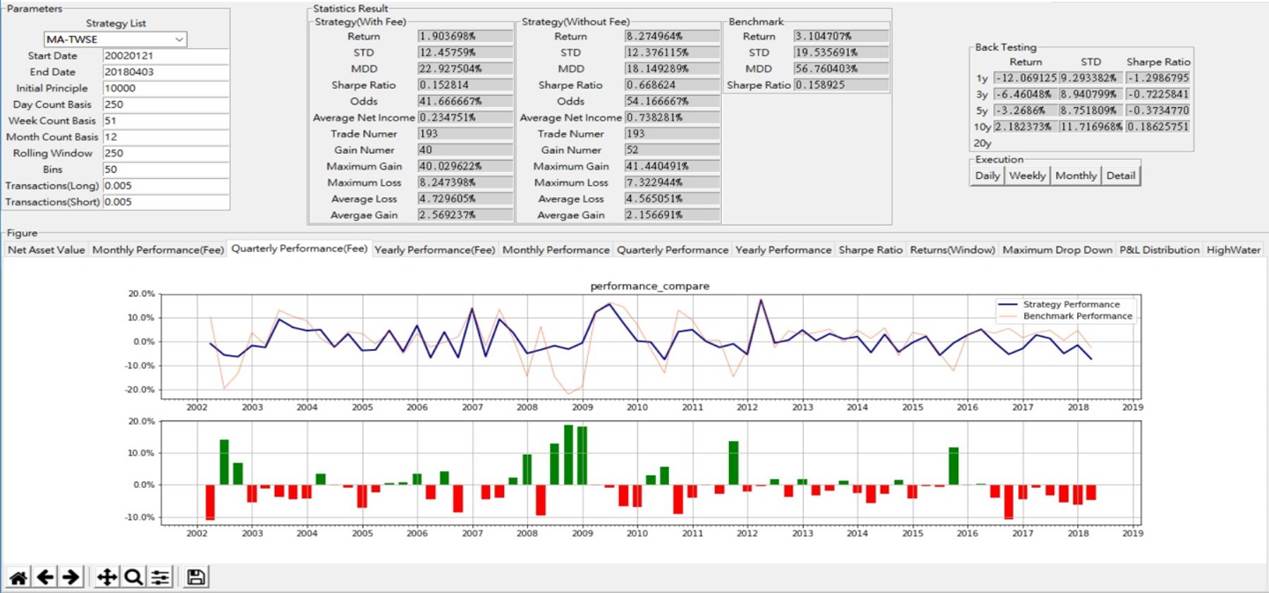 Parameters
Strategy List
MA-TWSE
Start Date 20020121
End Date 20180403
Initial Principle 10000
Day Count Basis 250
Week Count Basis 51
Month Count Basis 12
Rolling Window 250
Bins 50
Transactions(Long) 0.005
Transactions(Short) 0.005
Statistics Result
Strategy(With Fee)
Return 1.903698%
STD 12.45759%
MDD 22.927504%
Sharpe Ratio 0.152814
Odds 41.666667%
Average Net Income 0.234751%
Trade Numer 193
Gain Numer 40
Maximum Gain 40.029622%
Maximum Loss 8.247398%
Average Loss 4.729605%
Avergae Gain 2.569237%
Strategy(Without Fee)
Return 8.274964%
STD 12.376115%
MDD 18.149289%
Sharpe Ratio 0.668624
Odds 54.166667%
Average Net Income 0.738281%
Trade Numer 193
Gain Numer 52
Maximum Gain 41.440491%
Maximum Loss 7.322944%
Average Loss 4.565051%
Avergae Gain 2.156691%
Benchmark
Return 3.104707%
STD 19.535691%
MDD 56.760403%
Sharpe Ratio 0.158925
Back Testing
Return STD Sharpe Ratio
1y -12.069125 9.293382% -1.2986795
3y -6.46048% 8.940799% -0.7225841
5y -3.2686% 8.751809% -0.3734770
10y 2.182373% 11.716968% 0.18625751
20y
Execution
Daily Weekly Monthly Detail
Figure
Net Asset Value Monthly Performance(Fee) Quarterly Performance(Fee) Yearly Performance(Fee) Monthly Performance Quarterly Performance Yearly Performance Sharpe Ratio Returns(Window) Maximum Drop Down P&L Distribution HighWater
performance_compare
Strategy Performance
Benchmark Performance
20.0%
10.0%
0.0%
-10.0%
-20.0%
2002 2003 2004 2005 2006 2007 2008 2009 2010 2011 2012 2013 2014 2015 2016 2017 2018 2019
20.0%
10.0%
0.0%
-10.0%
2002 2003 2004 2005 2006 2007 2008 2009 2010 2011 2012 2013 2014 2015 2016 2017 2018 2019